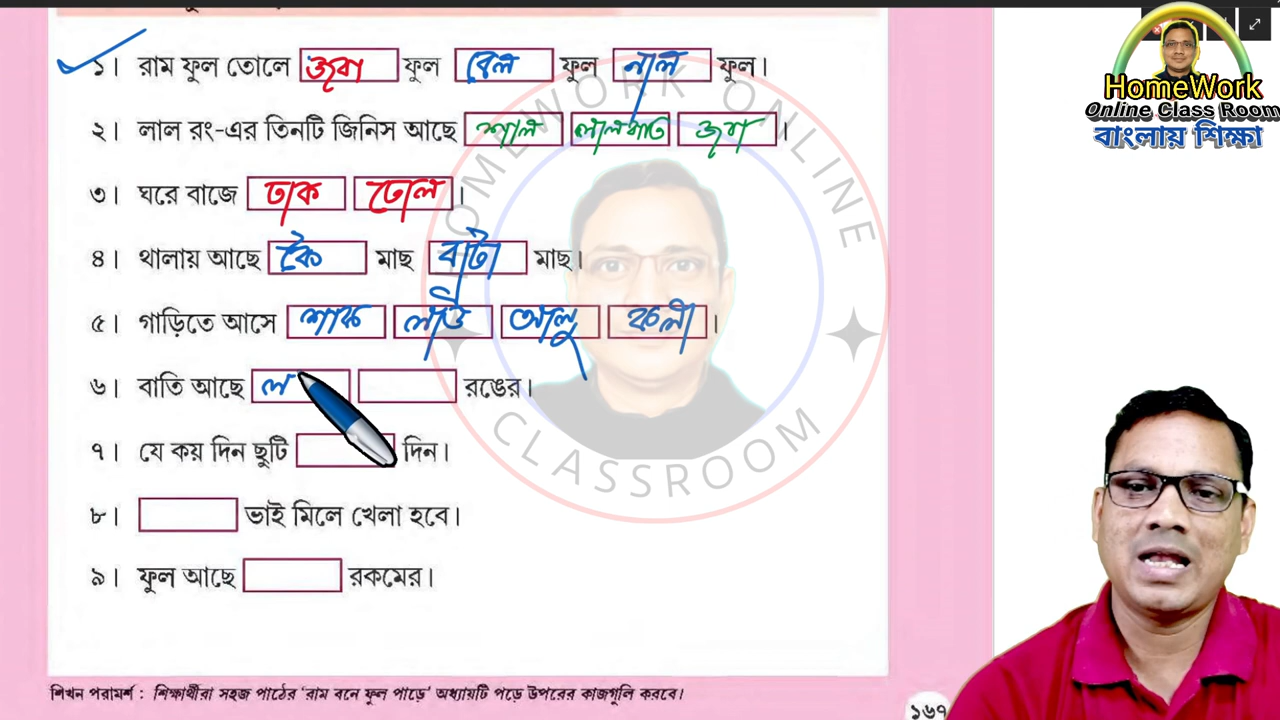 ১। রাম ফুল তোলে জবা ফুল বেল ফুল নাল ফুল।
২। লাল রং-এর তিনটি জিনিস আছে শাল লালবাতি জবা।
৩। ঘরে বাজে ঢাক ঢোল।
৪। থালায় আছে কৈ মাছ বাটা মাছ।
৫। গাড়িতে আসে শাক লাউ আলু কলা।
৬। বাতি আছে ল রঙের।
৭। যে কয় দিন ছুটি দিন।
৮। ভাই মিলে খেলা হবে।
৯। ফুল আছে রকমের।
শিখন পরামর্শ : শিক্ষার্থীরা সহজ পাঠের ‘রাম বনে ফুল পাড়ে’ অধ্যায়টি পড়ে উপরের কাজগুলি করবে।
১৬৭
HomeWork
Online Class Room
বাংলায় শিক্ষা
HOMEWORK ONLINE
CLASSROOM